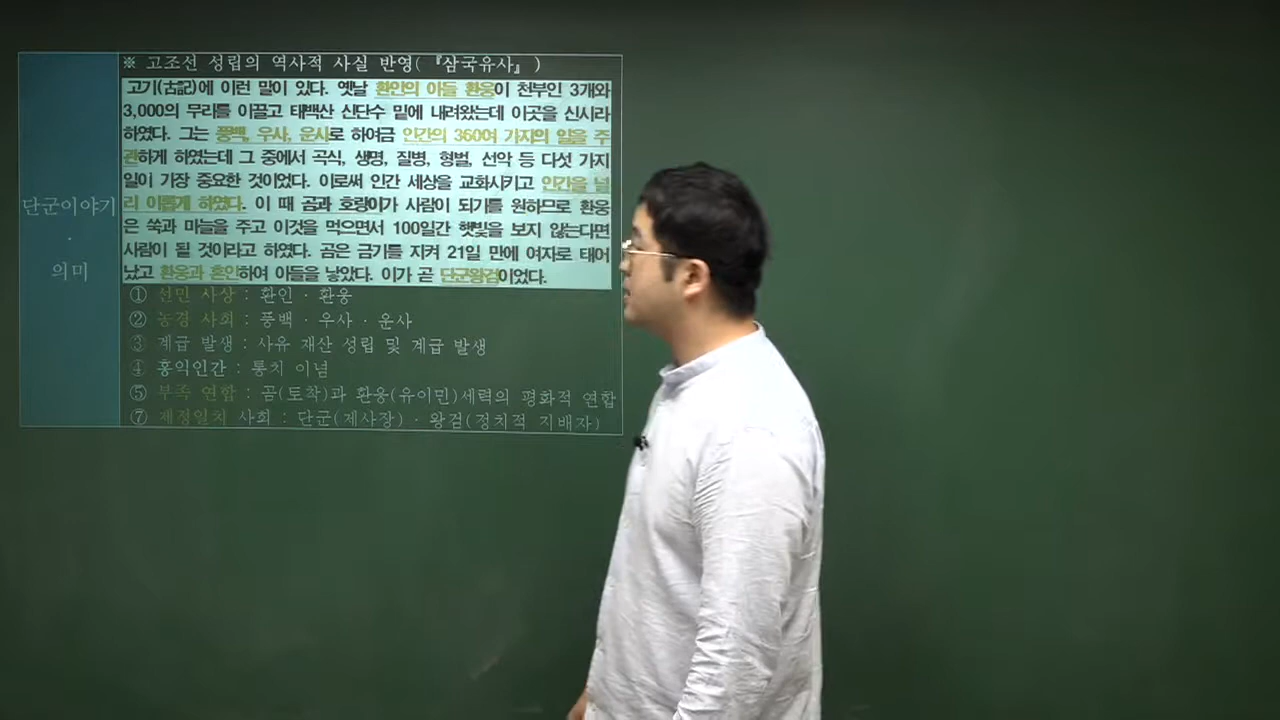 ※ 고조선 성립의 역사적 사실 반영(『삼국유사』)
고기(古記)에 이런 말이 있다. 옛날 환인의 아들 환웅이 천부인 3개와
3,000의 무리를 이끌고 태백산 신단수 밑에 내려왔는데 이곳을 신시라
하였다. 그는 풍백, 우사, 운사로 하여금 인간의 360여 가지의 일을 주
관하게 하였는데 그 중에서 곡식, 생명, 질병, 형벌, 선악 등 다섯 가지
일이 가장 중요한 것이었다. 이로써 인간 세상을 교화시키고 인간을 널
리 이롭게 하였다. 이 때 곰과 호랑이가 사람이 되기를 원하므로 환웅
은 쑥과 마늘을 주고 이것을 먹으면서 100일간 햇빛을 보지 않는다면
사람이 될 것이라고 하였다. 곰은 금기를 지켜 21일 만에 여자로 태어
났고 환웅과 혼인하여 아들을 낳았다. 이가 곧 단군왕검이었다.
단군이야기
·
의미
① 선민 사상 : 환인 · 환웅
② 농경 사회 : 풍백 · 우사 · 운사
③ 계급 발생 : 사유 재산 성립 및 계급 발생
④ 홍익인간 : 통치 이념
⑤ 부족 연합 : 곰(토착)과 환웅(유이민)세력의 평화적 연합
⑦ 제정일치 사회 : 단군(제사장) · 왕검(정치적 지배자)